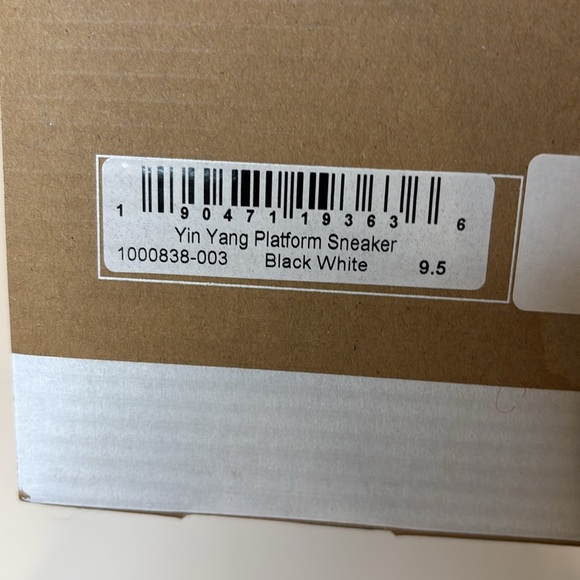 1 90471 19363 6
Yin Yang Platform Sneaker
1000838-003 Black White 9.5